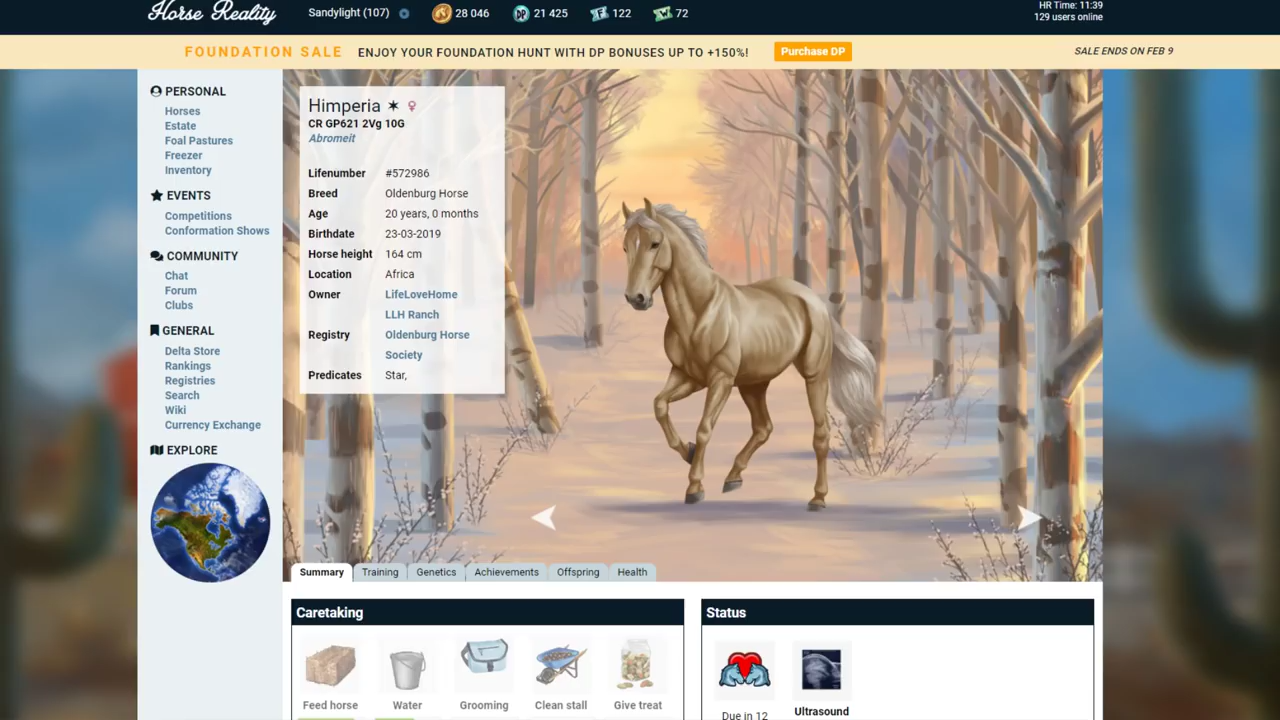 Horse Reality
Sandylight (107)
28 046
DP
21 425
122
72
HR Time: 11:39
129 users online
FOUNDATION SALE
ENJOY YOUR FOUNDATION HUNT WITH DP BONUSES UP TO +150%!
Purchase DP
SALE ENDS ON FEB 9
PERSONAL
Horses
Estate
Foal Pastures
Freezer
Inventory
EVENTS
Competitions
Conformation Shows
COMMUNITY
Chat
Forum
Clubs
GENERAL
Delta Store
Rankings
Registries
Search
Wiki
Currency Exchange
EXPLORE
Himperia ✶ ♀
CR GP621 2Vg 10G
Abromeit
Lifenumber #572986
Breed Oldenburg Horse
Age 20 years, 0 months
Birthdate 23-03-2019
Horse height 164 cm
Location Africa
Owner LifeLoveHome
LLH Ranch
Registry Oldenburg Horse
Society
Predicates Star,
Summary Training Genetics Achievements Offspring Health
Caretaking
Feed horse Water Grooming Clean stall Give treat
Status
Due in 12
Ultrasound